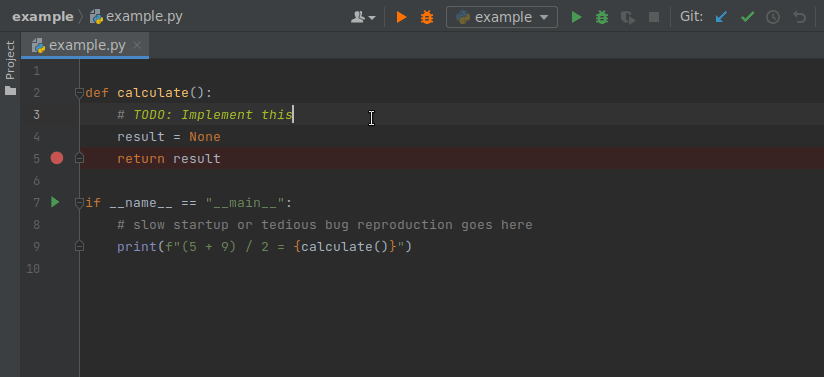 example example.py example Git:
example.py
Project
1
2 def calculate():
3 # TODO: Implement this
4 result = None
5 return result
6
7 if __name__ == "__main__":
8 # slow startup or tedious bug reproduction goes here
9 print(f"(5 + 9) / 2 = {calculate()}")
10